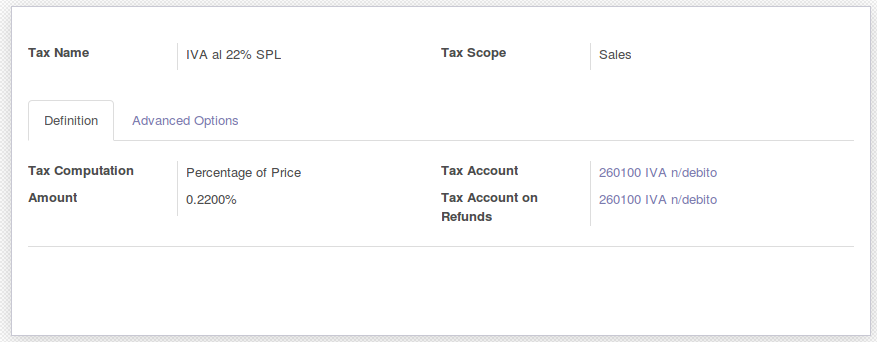 Tax Name IVA al 22% SPL Tax Scope Sales
Definition Advanced Options
Tax Computation Percentage of Price Tax Account 260100 IVA n/debito
Amount 0.2200% Tax Account on 260100 IVA n/debito
Refunds